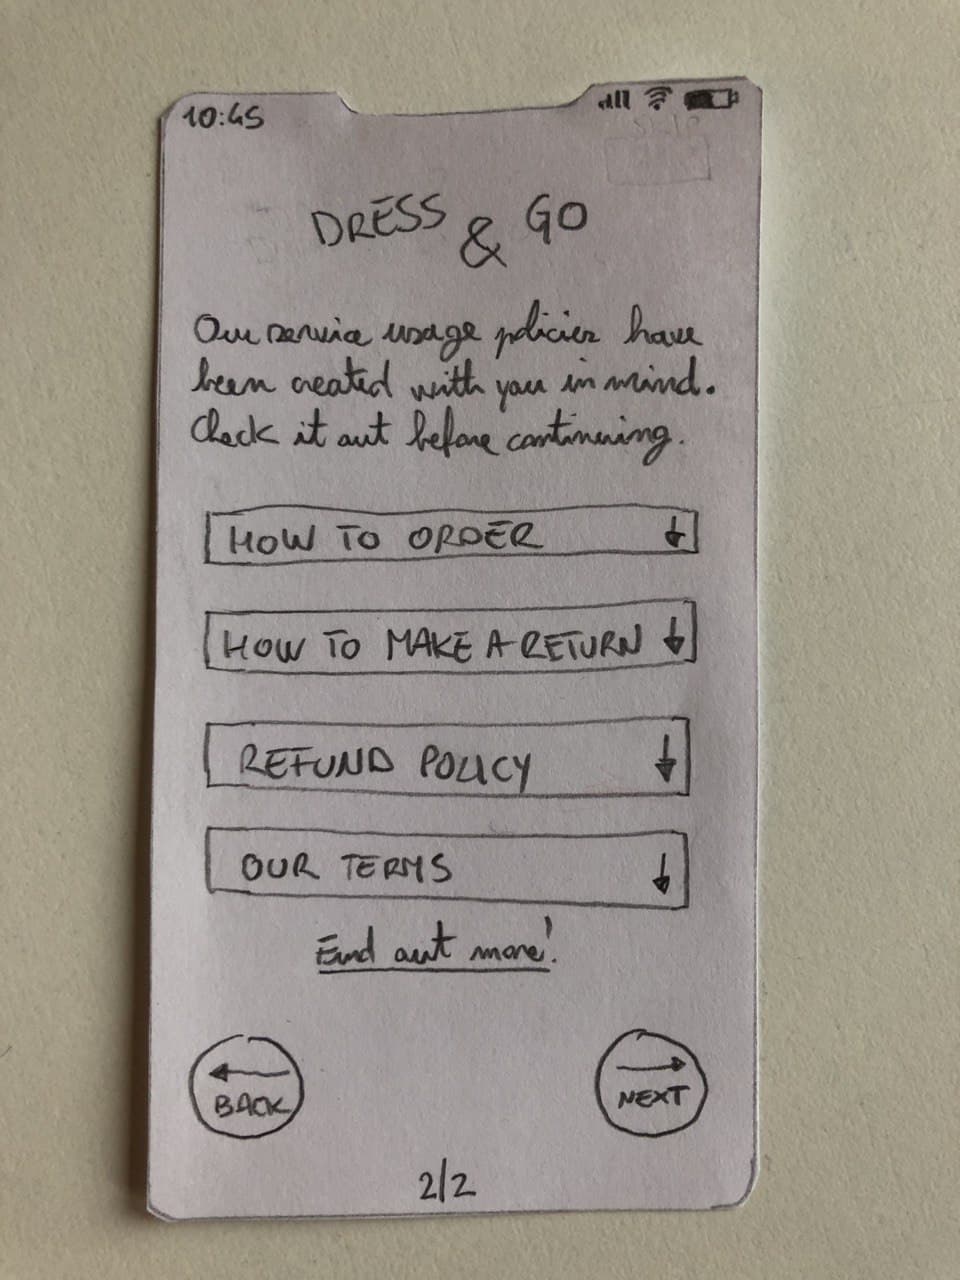 10:45
DRESS & GO
Our service usage policies have
been created with you in mind.
Check it out before continuing.
HOW TO ORDER
HOW TO MAKE A RETURN
REFUND POLICY
OUR TERMS
Find out more!
BACK
NEXT
2/2